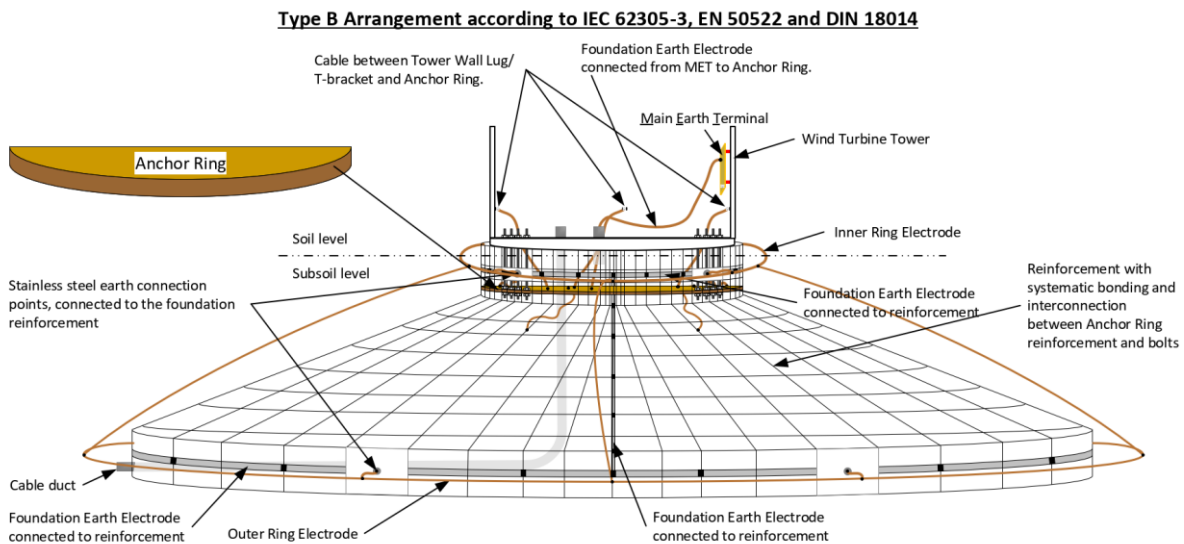 Type B Arrangement according to IEC 62305-3, EN 50522 and DIN 18014
Cable between Tower Wall Lug/
T-bracket and Anchor Ring.
Foundation Earth Electrode
connected from MET to Anchor Ring.
Main Earth Terminal
Wind Turbine Tower
Anchor Ring
Soil level
Subsoil level
Inner Ring Electrode
Stainless steel earth connection
points, connected to the foundation
reinforcement
Foundation Earth Electrode
connected to reinforcement
Reinforcement with
systematic bonding and
interconnection
between Anchor Ring
reinforcement and bolts
Cable duct
Foundation Earth Electrode
connected to reinforcement
Outer Ring Electrode
Foundation Earth Electrode
connected to reinforcement